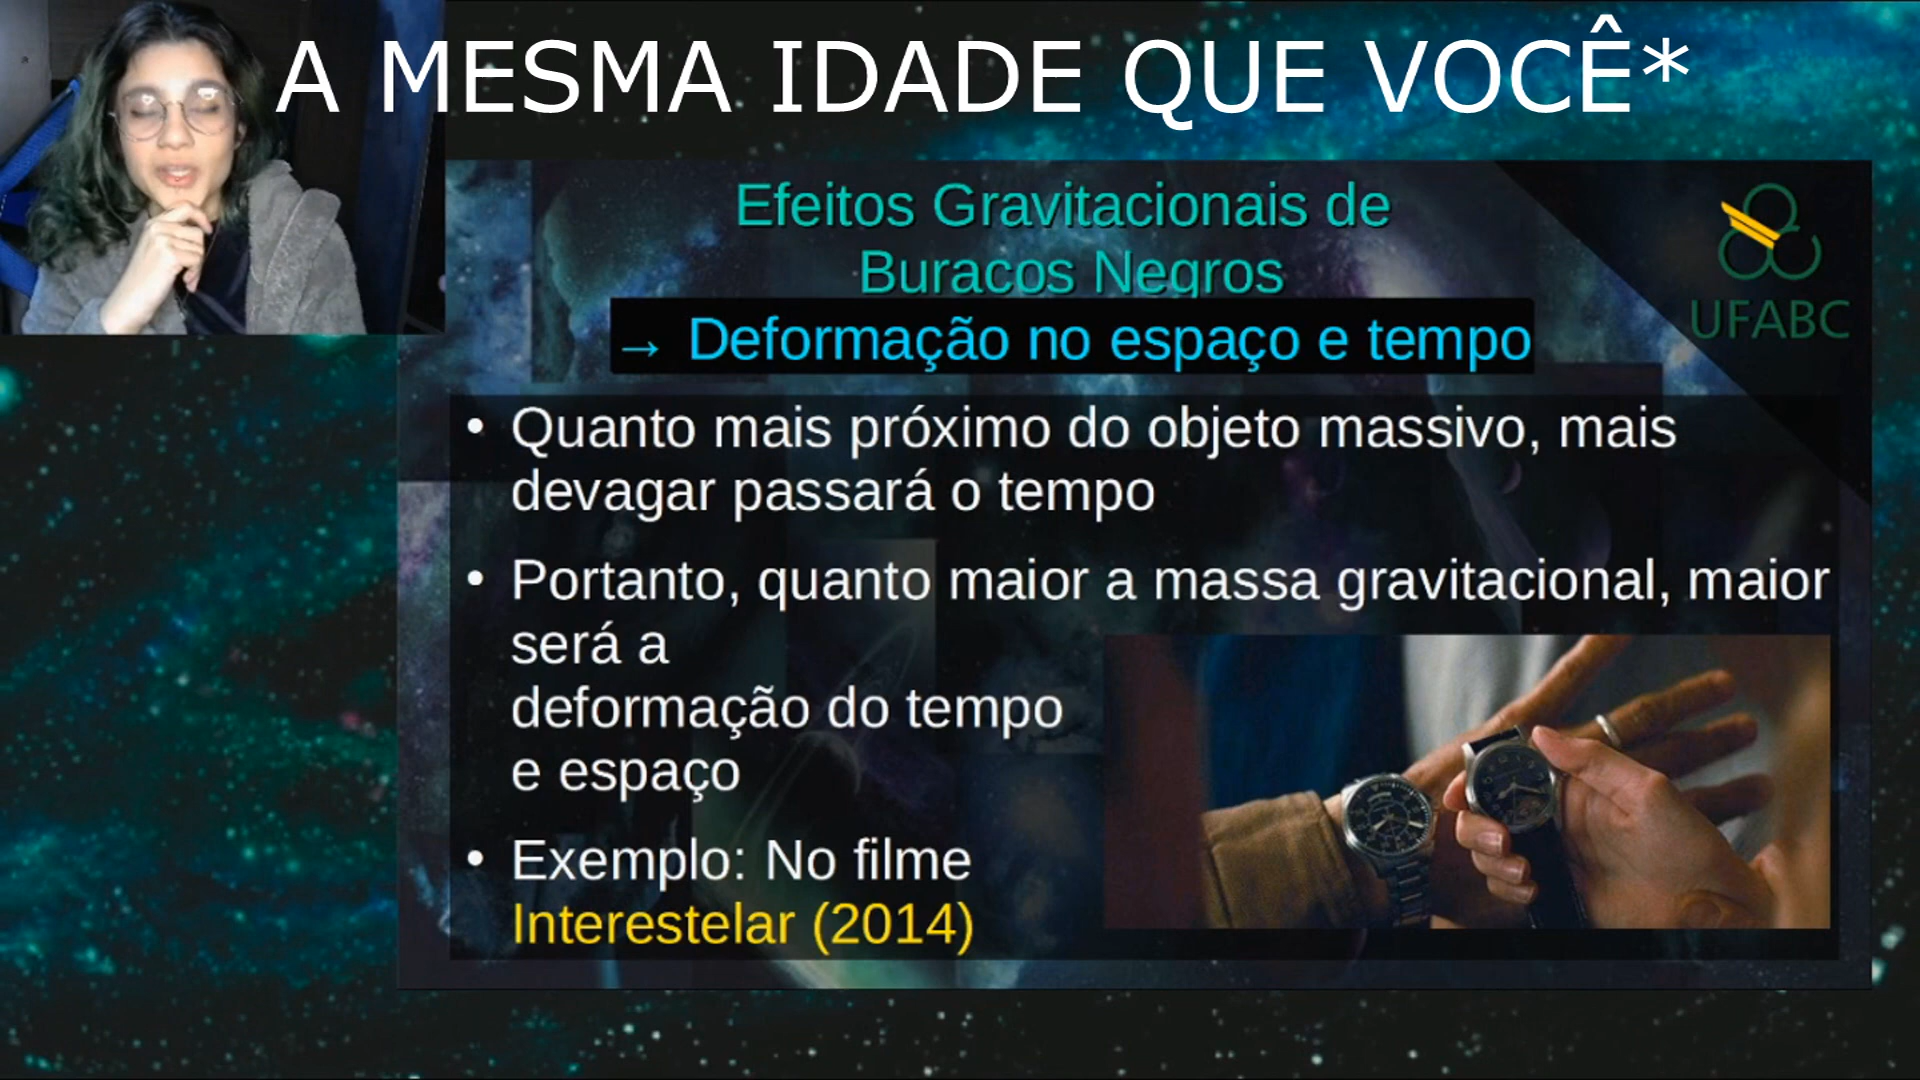 A MESMA IDADE QUE VOCÊ*
Efeitos Gravitacionais de
Buracos Negros
→ Deformação no espaço e tempo
UFABC
• Quanto mais próximo do objeto massivo, mais
devagar passará o tempo
• Portanto, quanto maior a massa gravitacional, maior
será a
deformação do tempo
e espaço
• Exemplo: No filme
Interestelar (2014)